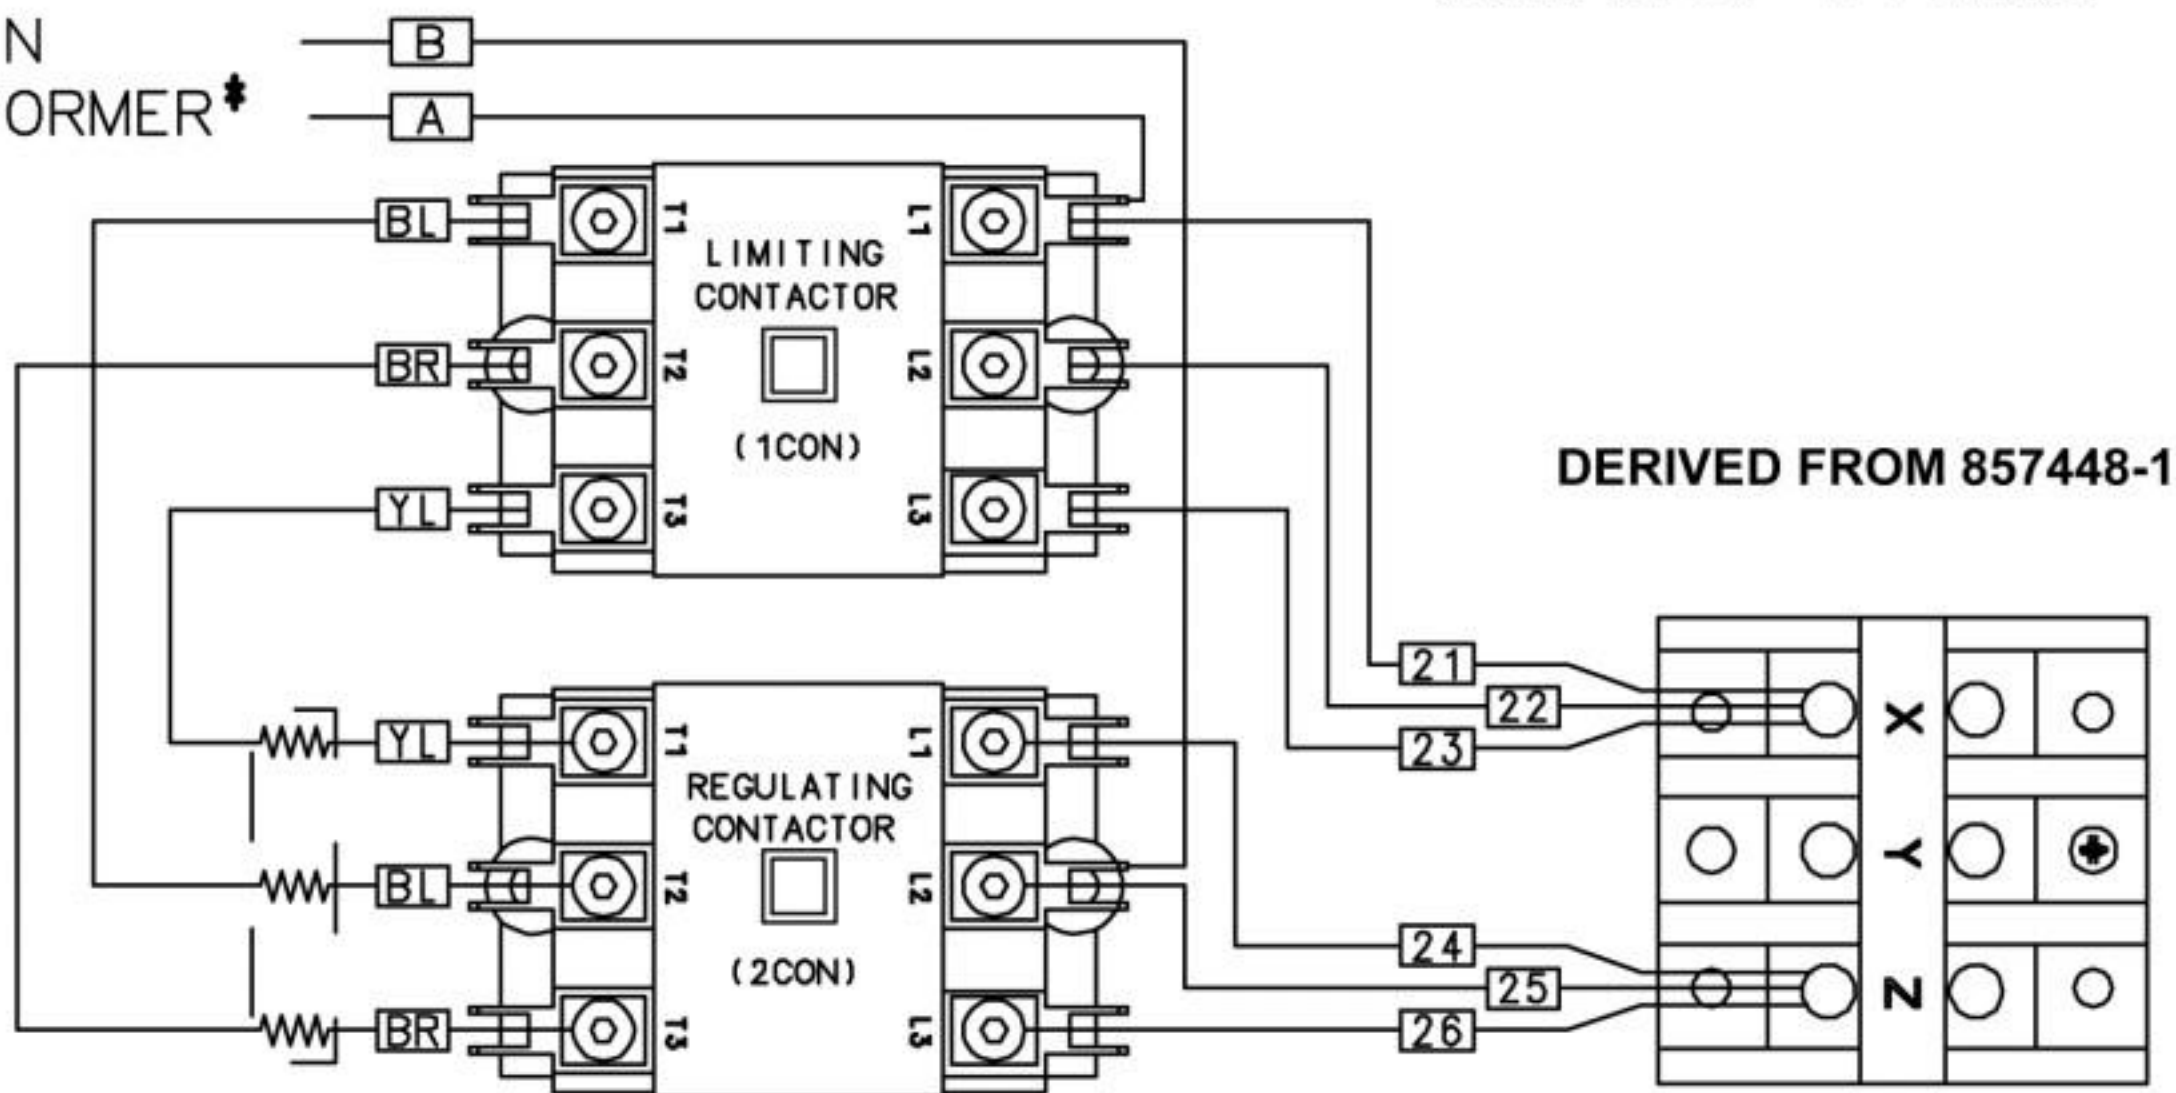 N
B
ORMER*
A
BL
T1
L1
LIMITING
CONTACTOR
BR
T2
L2
(1CON)
DERIVED FROM 857448-1
YL
T3
L3
21
22
X
23
YL
T1
L1
REGULATING
CONTACTOR
Y
BL
T2
L2
24
(2CON)
25
Z
BR
T3
L3
26